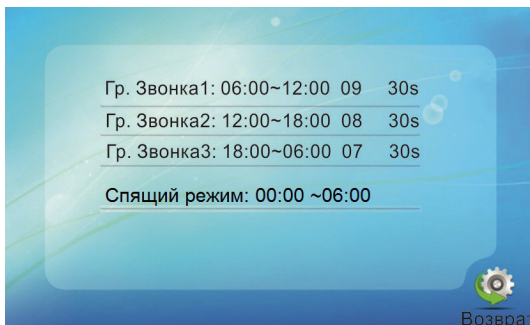 Гр. Звонка1: 06:00~12:00 09 30s
Гр. Звонка2: 12:00~18:00 08 30s
Гр. Звонка3: 18:00~06:00 07 30s
Спящий режим: 00:00 ~06:00
Возвра